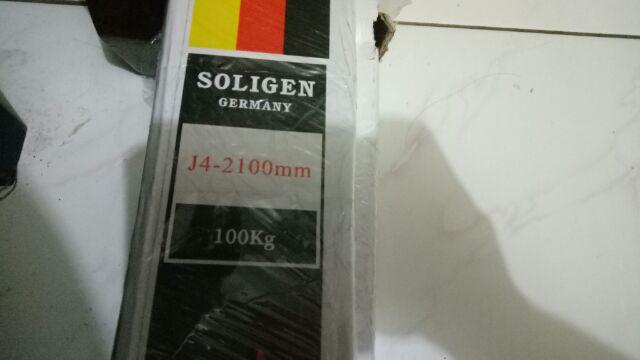 SOLIGEN
GERMANY
J4-2100mm
100Kg